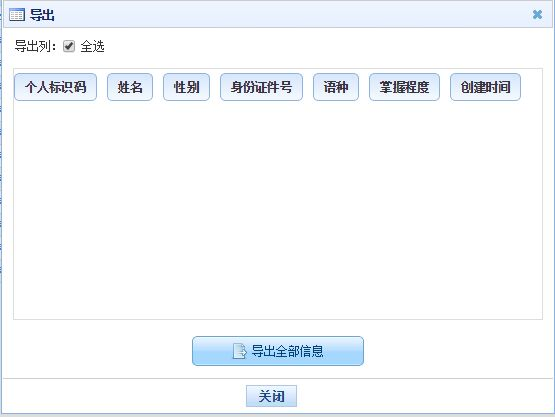 导出
导出列： 全选
个人标识码 姓名 性别 身份证件号 语种 掌握程度 创建时间
导出全部信息
关闭